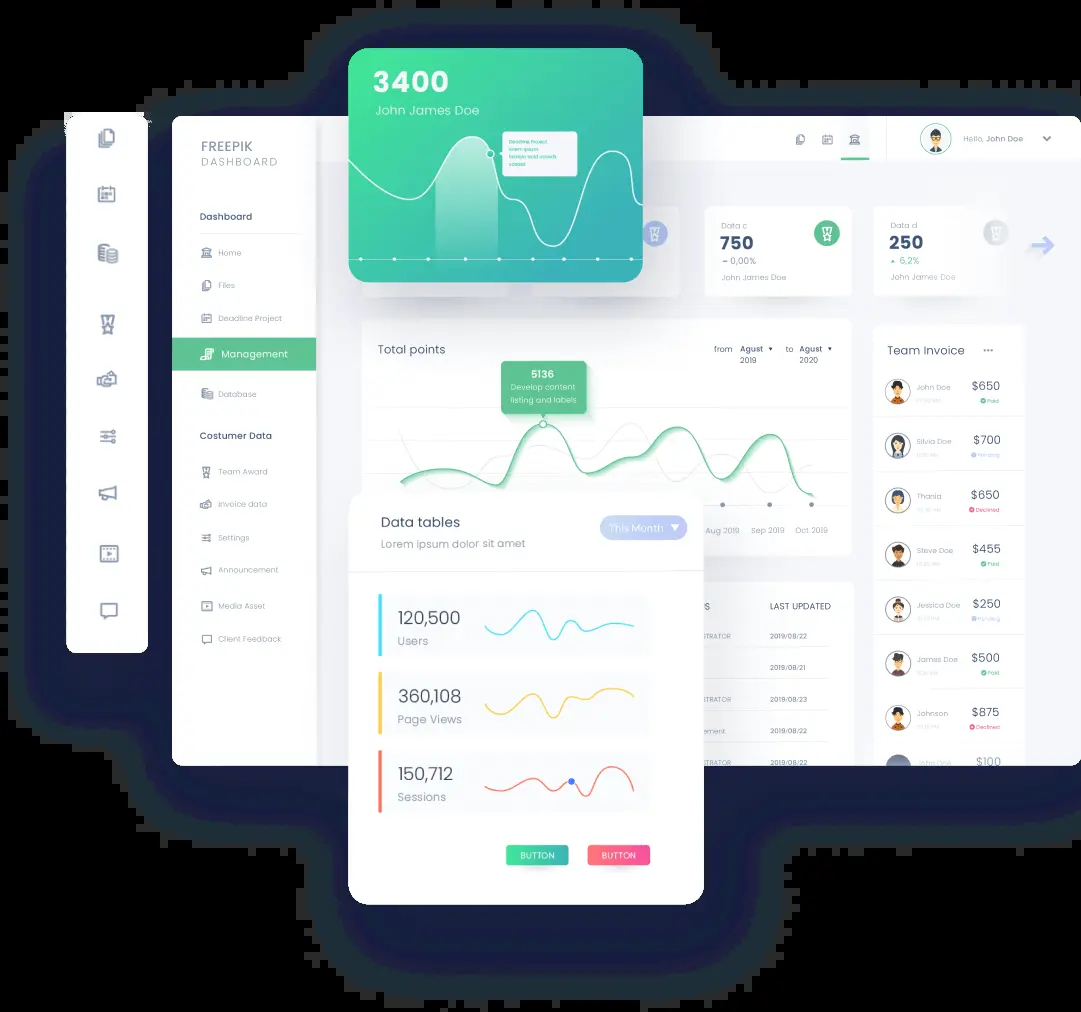 3400
John James Doe
Deadline Project
lorem ipsum
FREEPIK
DASHBOARD
Dashboard
Home
Files
Deadline Project
Management
Database
Costumer Data
Team Award
Invoice data
Settings
Announcement
Media Asset
Client Feedback
Hello, John Doe
Data c
750
0,00%
John James Doe
Data d
250
6,2%
John James Doe
Total points
from Agust to Agust
2019 2020
5136
Develop content
listing and labels
Aug 2019 Sep 2019 Oct 2019
Data tables
Lorem ipsum dolor sit amet
This Month
120,500
Users
360,108
Page Views
150,712
Sessions
BUTTON BUTTON
S LAST UPDATED
STRATOR 2019/08/22
2019/08/21
STRATOR 2019/08/23
ement 2019/08/22
STRATOR 2019/08/22
Team Invoice
John Doe $650
Paid
Silvia Doe $700
Thania $650
Declined
Steve Doe $455
Paid
Jessica Doe $250
James Doe $500
Paid
Johnson $875
Declined
John Doe $100